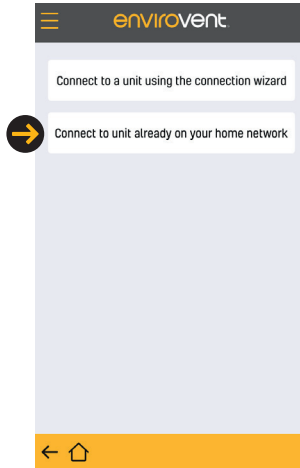 envirovent.
Connect to a unit using the connection wizard
Connect to unit already on your home network